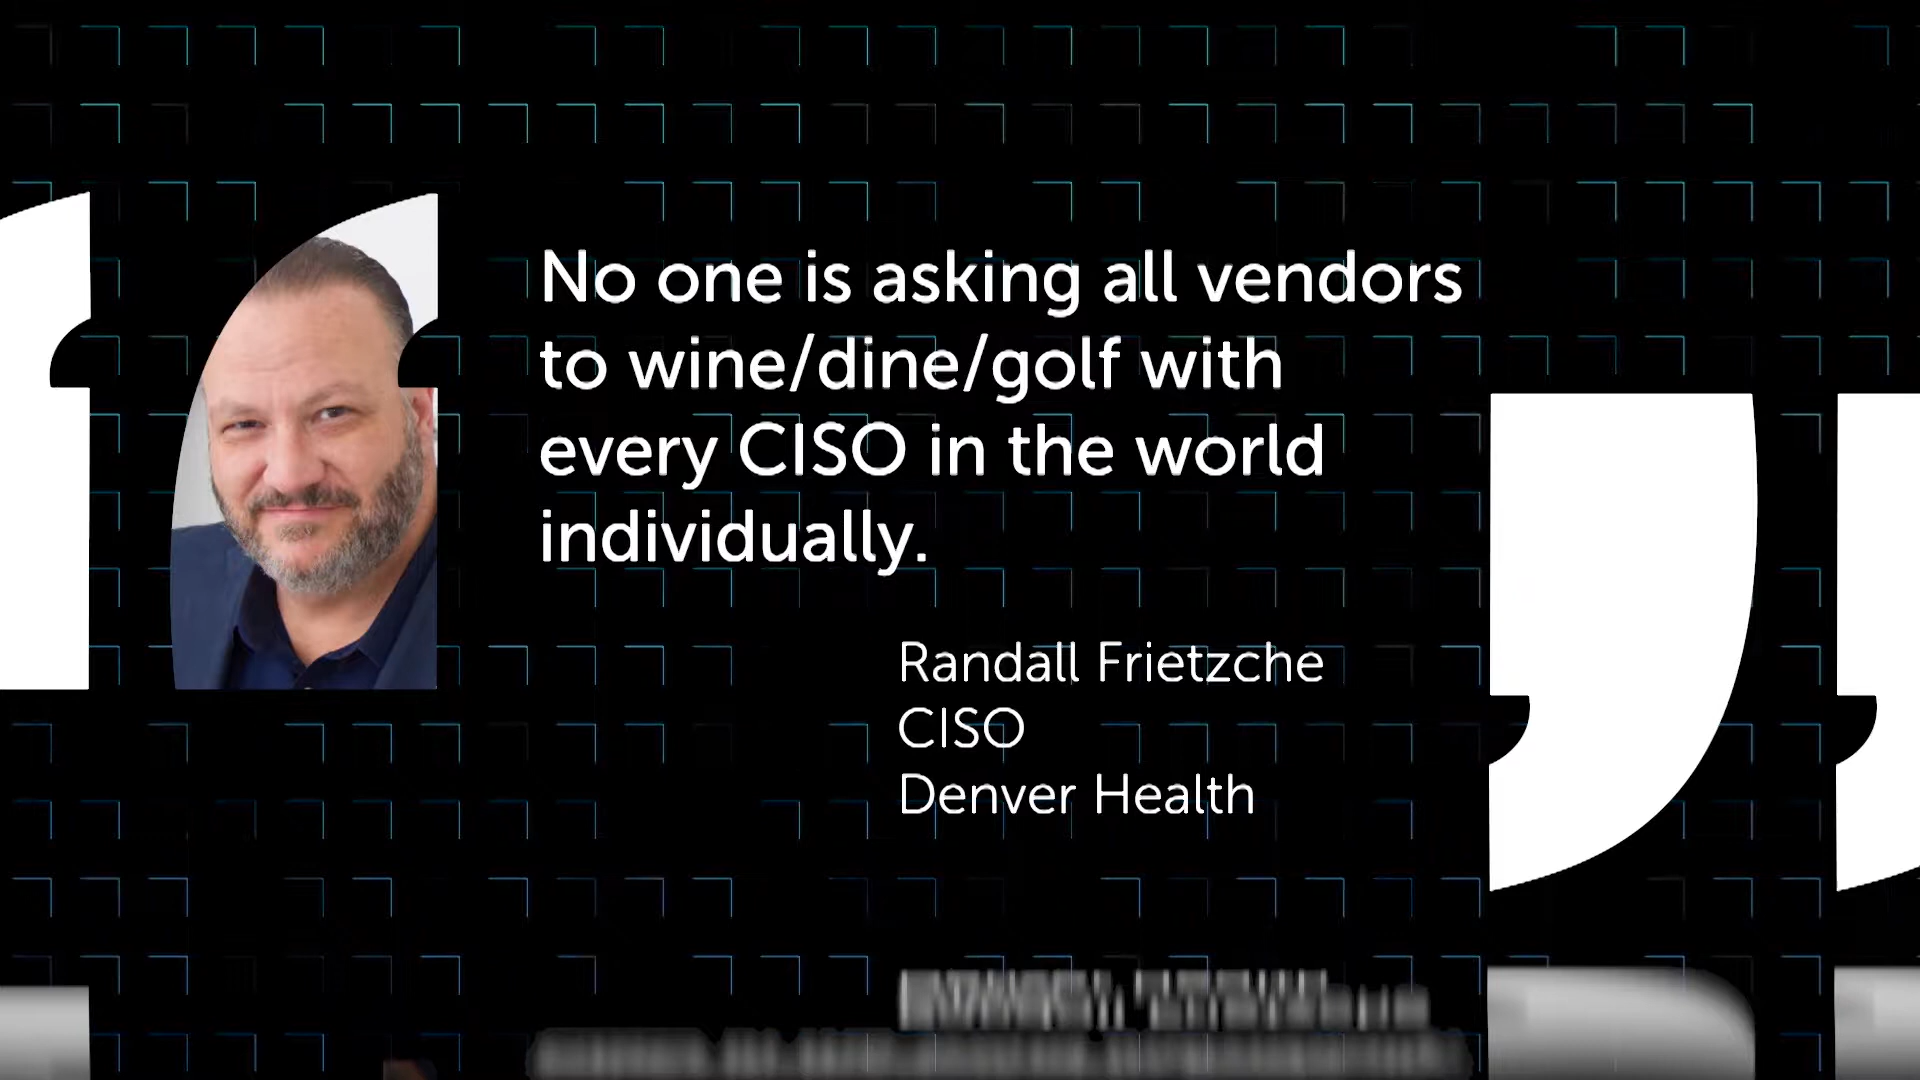 No one is asking all vendors
to wine/dine/golf with
every CISO in the world
individually.
Randall Frietzche
CISO
Denver Health